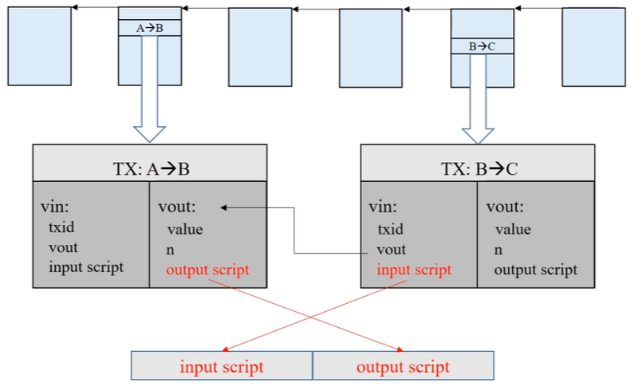 A→B
B→C
TX: A→B
vin:
txid
vout
input script
vout:
value
n
output script
TX: B→C
vin:
txid
vout
input script
vout:
value
n
output script
input script
output script